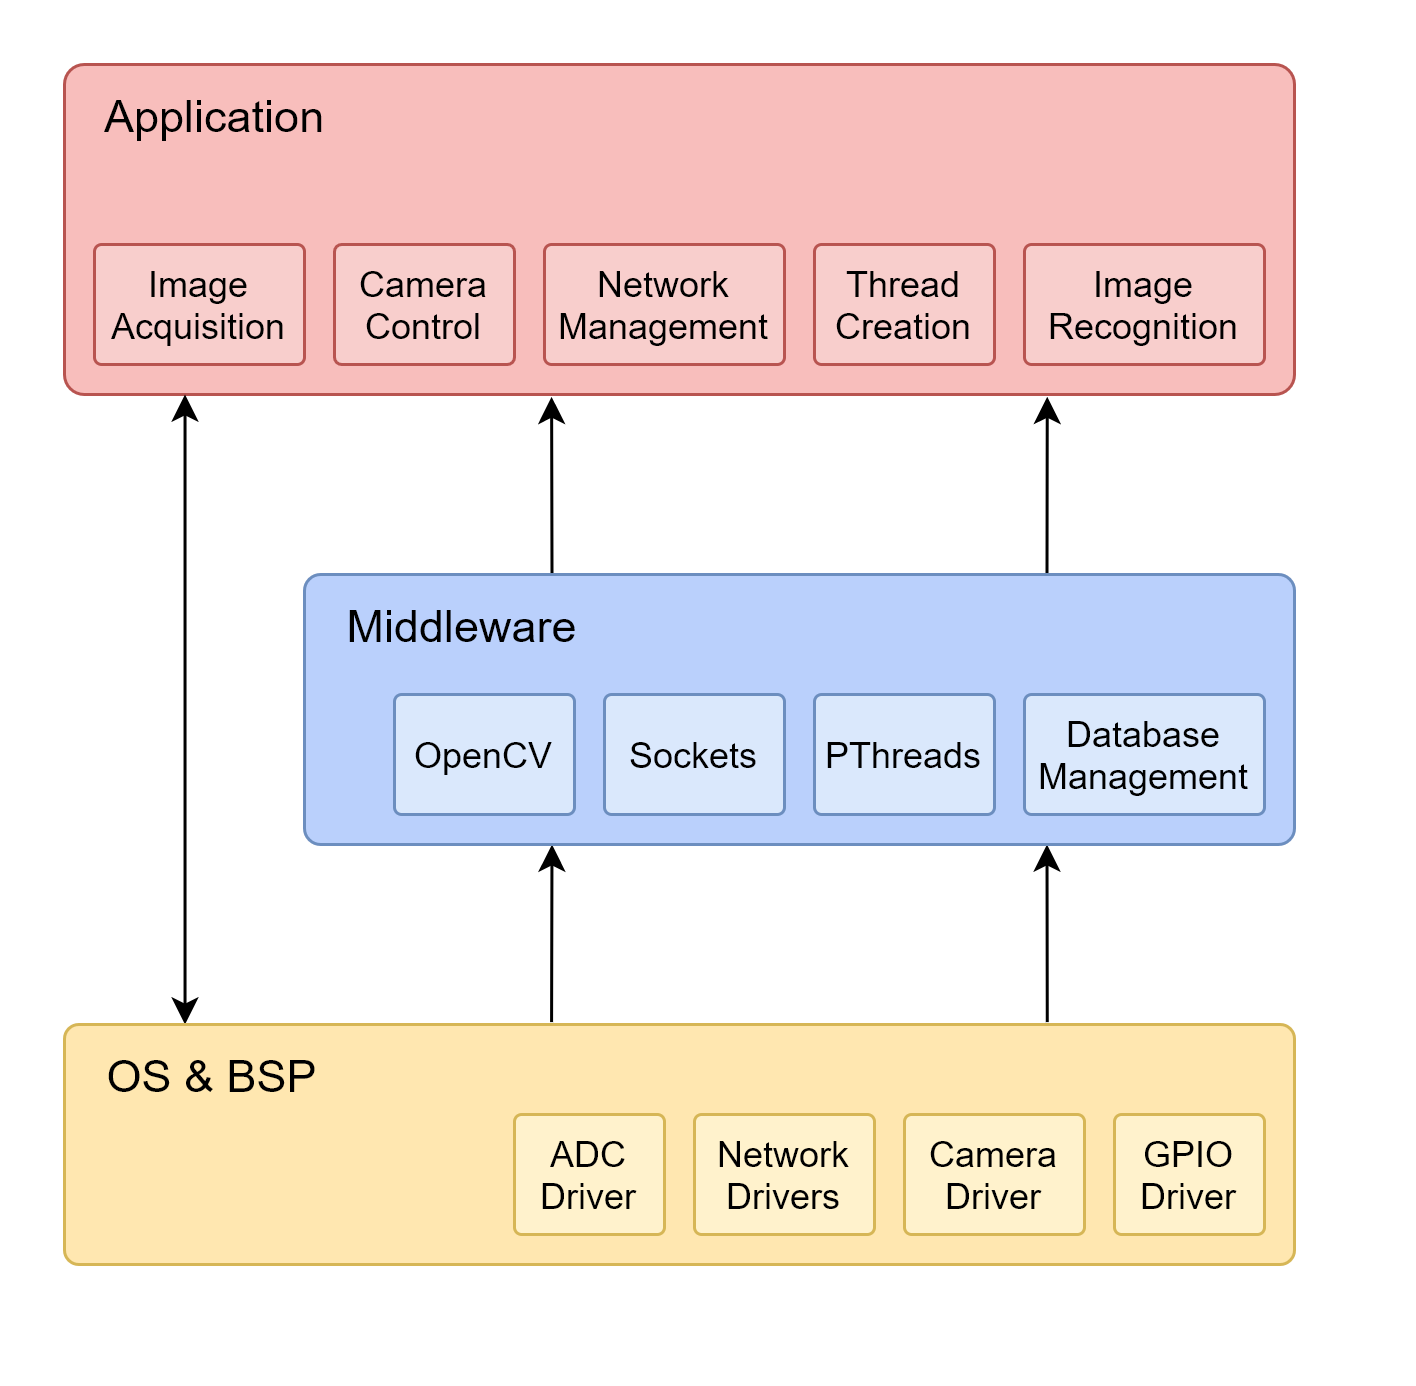 Application
Image
Acquisition
Camera
Control
Network
Management
Thread
Creation
Image
Recognition
Middleware
OpenCV
Sockets
PThreads
Database
Management
OS & BSP
ADC
Driver
Network
Drivers
Camera
Driver
GPIO
Driver